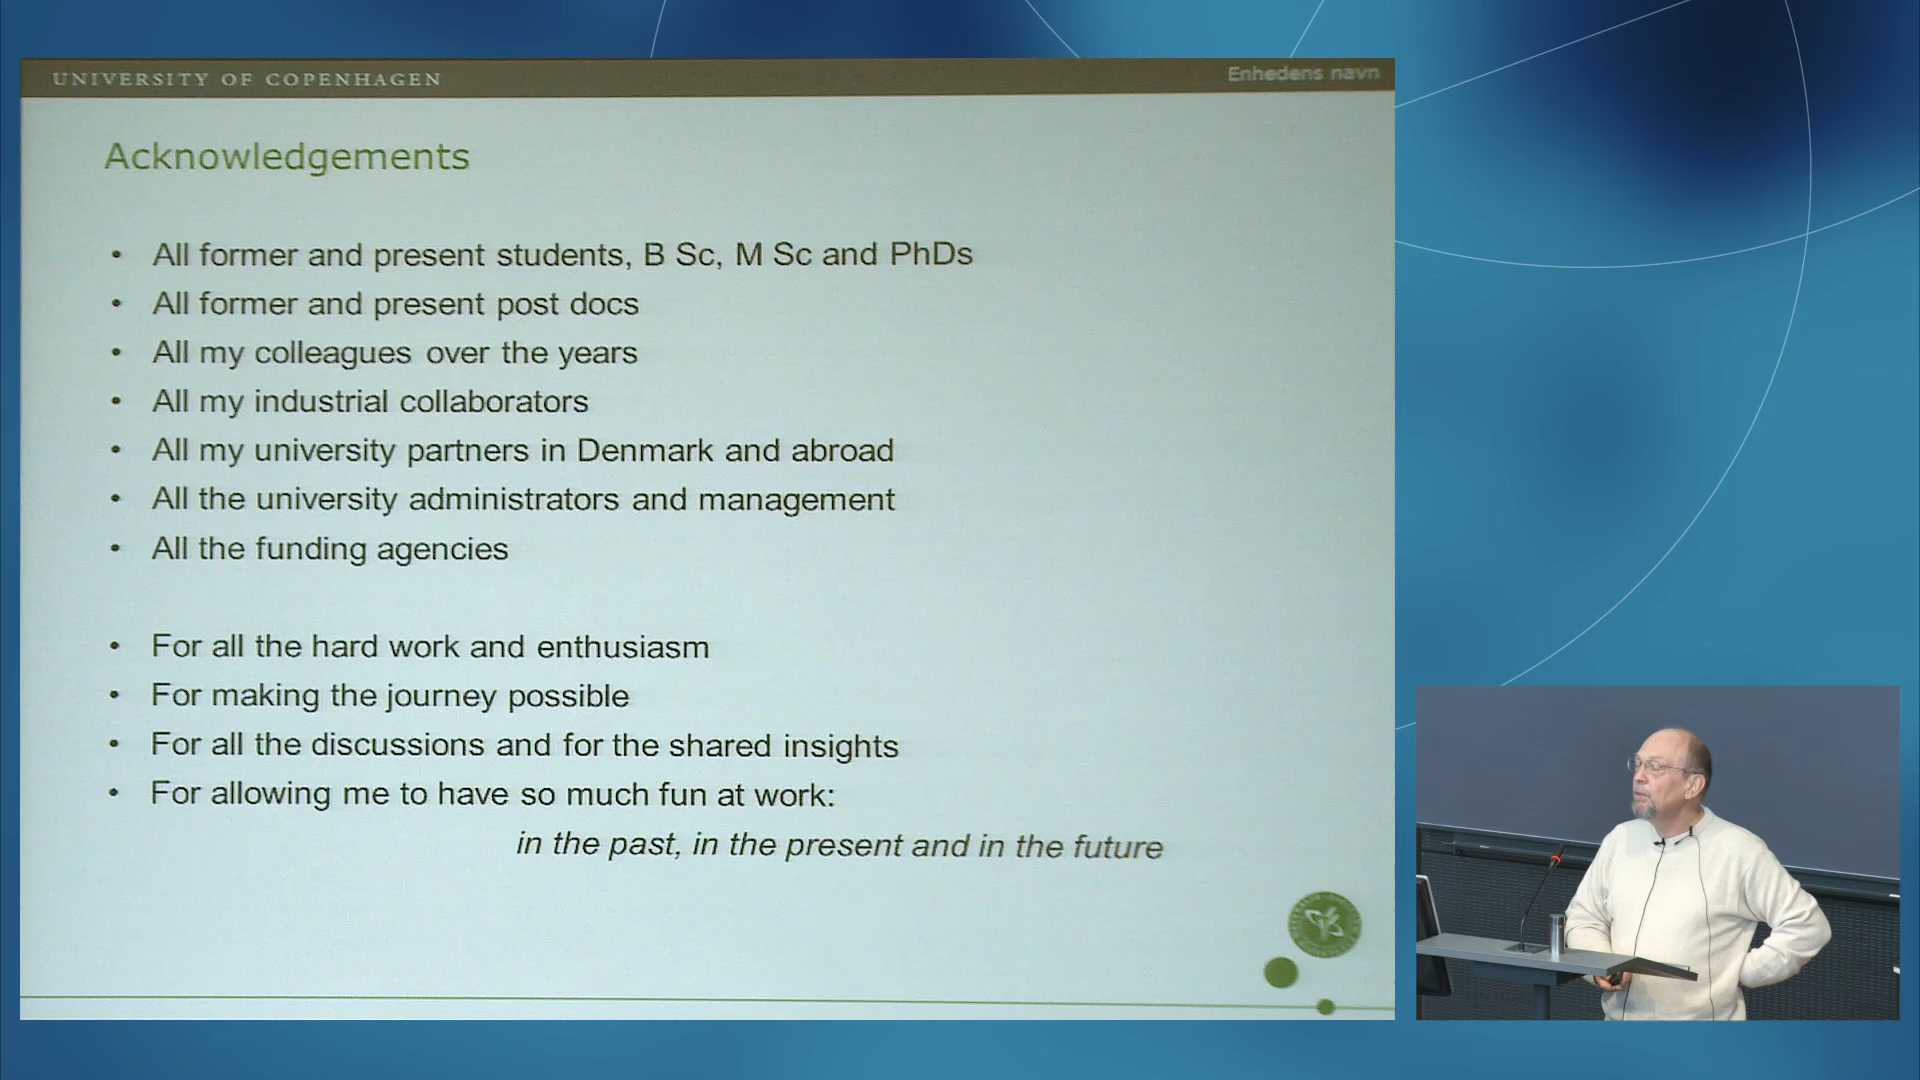 UNIVERSITY OF COPENHAGEN
Enhedens navn
Acknowledgements
• All former and present students, B Sc, M Sc and PhDs
• All former and present post docs
• All my colleagues over the years
• All my industrial collaborators
• All my university partners in Denmark and abroad
• All the university administrators and management
• All the funding agencies
• For all the hard work and enthusiasm
• For making the journey possible
• For all the discussions and for the shared insights
• For allowing me to have so much fun at work:
in the past, in the present and in the future